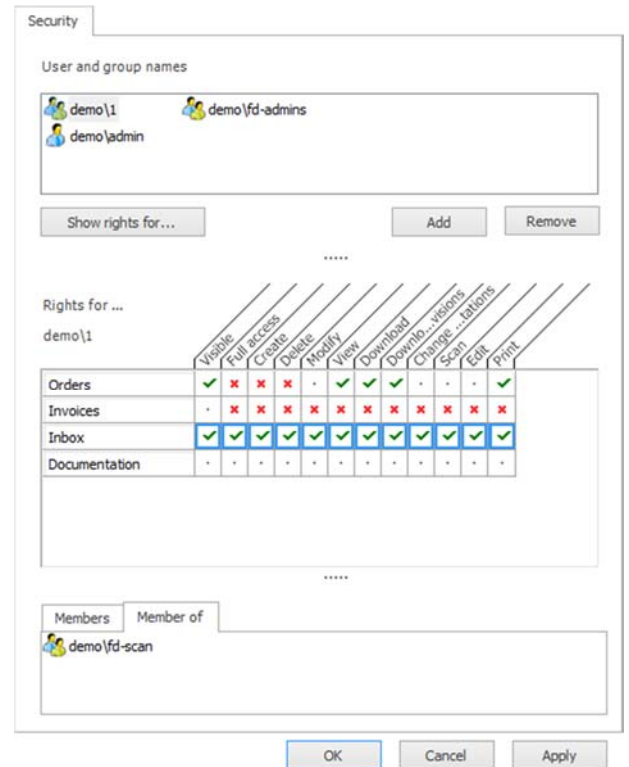 Security
User and group names
demo\1 demo\fd-admins
demo\admin
Show rights for... Add Remove
.....
Rights for ...
demo\1
Visible Full access Create Delete Modify View Download Downlo...visions Change ...tations Scan Edit Print
Orders
Invoices
Inbox
Documentation
.....
Members Member of
demo\fd-scan
OK Cancel Apply